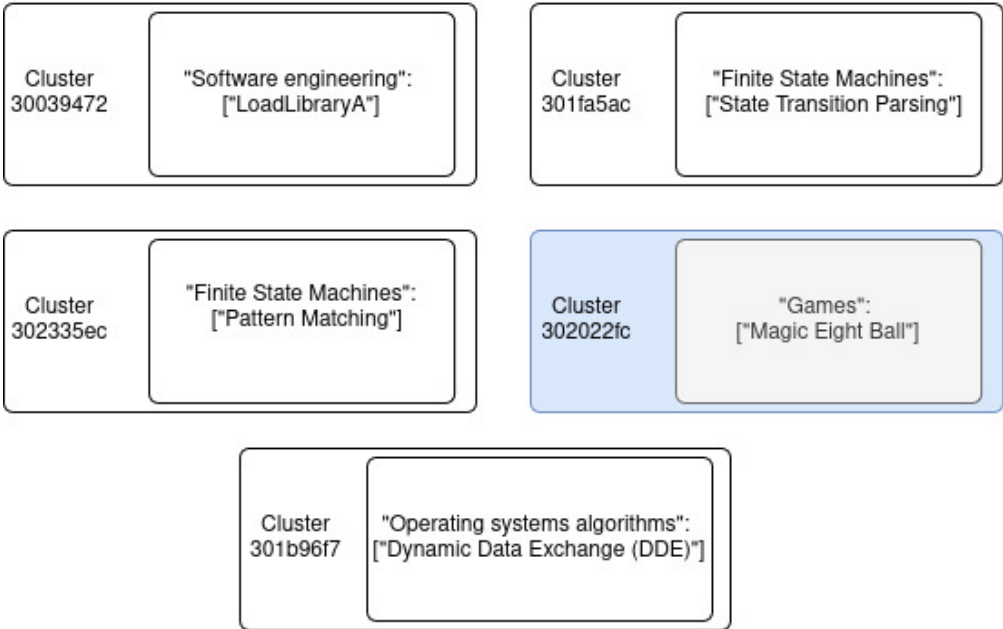 Cluster
30039472
"Software engineering":
["LoadLibraryA"]
Cluster
301fa5ac
"Finite State Machines":
["State Transition Parsing"]
Cluster
302335ec
"Finite State Machines":
["Pattern Matching"]
Cluster
302022fc
"Games":
["Magic Eight Ball"]
Cluster
301b96f7
"Operating systems algorithms":
["Dynamic Data Exchange (DDE)"]